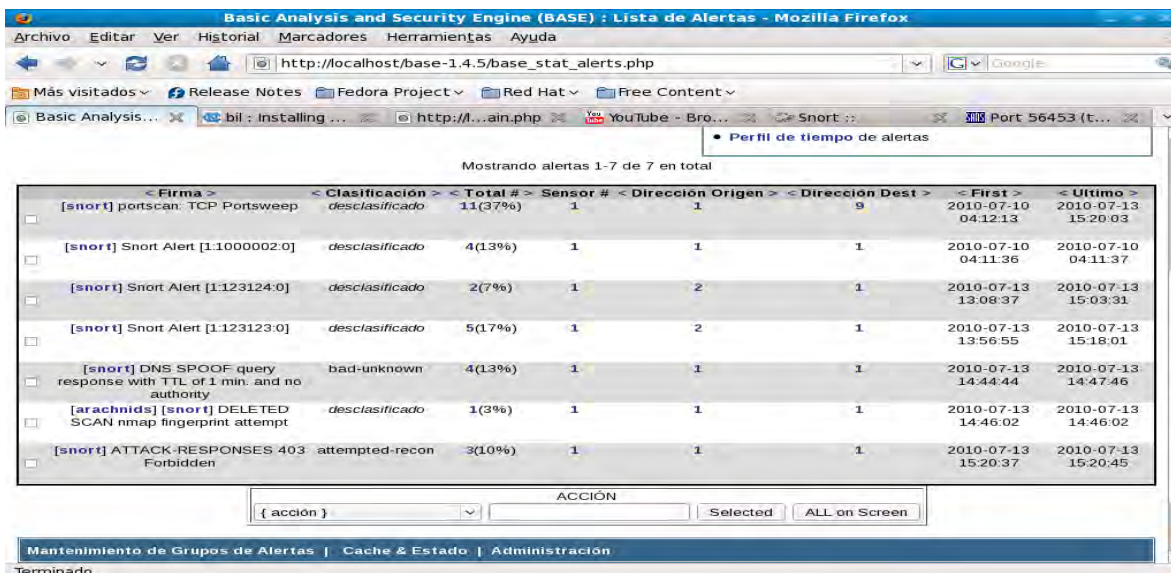 Basic Analysis and Security Engine (BASE) : Lista de Alertas - Mozilla Firefox
Archivo Editar Ver Historial Marcadores Herramientas Ayuda
http://localhost/base-1.4.5/base_stat_alerts.php Google
Más visitados Release Notes Fedora Project Red Hat Free Content
Basic Analysis... bil : Installing ... http://l...ain.php YouTube - Bro... Snort :: Port 56453 (t...
• Perfil de tiempo de alertas
Mostrando alertas 1-7 de 7 en total
< Firma > < Clasificación > < Total # > Sensor # < Dirección Origen > < Dirección Dest > < First > < Ultimo >
[snort] portscan: TCP Portsweep desclasificado 11(37%) 1 1 9 2010-07-10 04:12:13 2010-07-13 15:20:03
[snort] Snort Alert [1:1000002:0] desclasificado 4(13%) 1 1 1 2010-07-10 04:11:36 2010-07-10 04:11:37
[snort] Snort Alert [1:123124:0] desclasificado 2(7%) 1 2 1 2010-07-13 13:08:37 2010-07-13 15:03:31
[snort] Snort Alert [1:123123:0] desclasificado 5(17%) 1 2 1 2010-07-13 13:56:55 2010-07-13 15:18:01
[snort] DNS SPOOF query response with TTL of 1 min. and no authority bad-unknown 4(13%) 1 1 1 2010-07-13 14:44:44 2010-07-13 14:47:46
[arachnids] [snort] DELETED SCAN nmap fingerprint attempt desclasificado 1(3%) 1 1 1 2010-07-13 14:46:02 2010-07-13 14:46:02
[snort] ATTACK-RESPONSES 403 Forbidden attempted-recon 3(10%) 1 1 1 2010-07-13 15:20:37 2010-07-13 15:20:45
ACCIÓN
{ acción } Selected ALL on Screen
Mantenimiento de Grupos de Alertas | Cache & Estado | Administración
Terminado